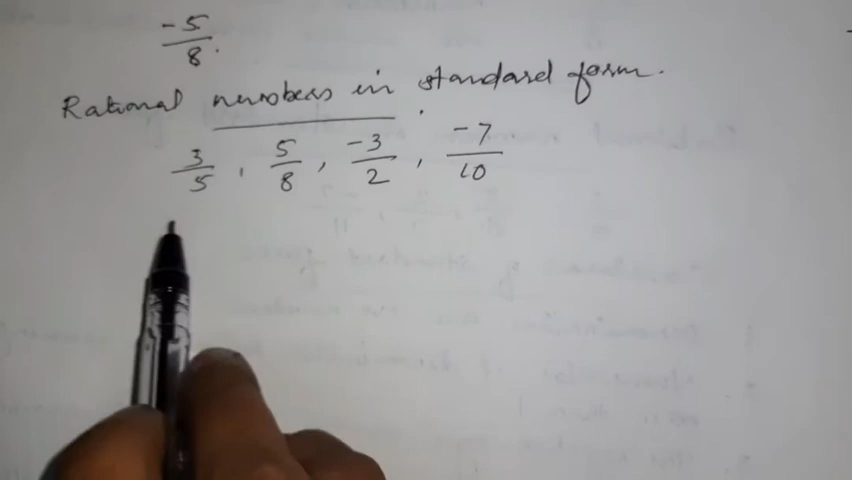 -5/8.
Rational numbers in standard form.
3/5, 5/8, -3/2, -7/10